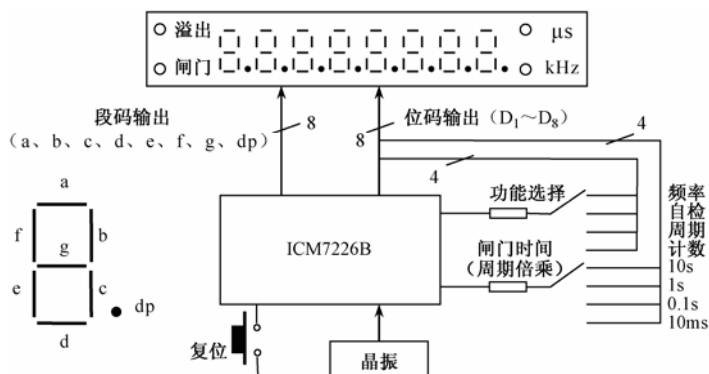 溢出
μs
闸门
kHz
段码输出
(a、b、c、d、e、f、g、dp)
8
8
位码输出(D₁~D₈)
4
4
a
f
g
b
e
c
dp
d
ICM7226B
功能选择
频率
自检
周期
计数
闸门时间
(周期倍乘)
10s
1s
0.1s
10ms
复位
晶振